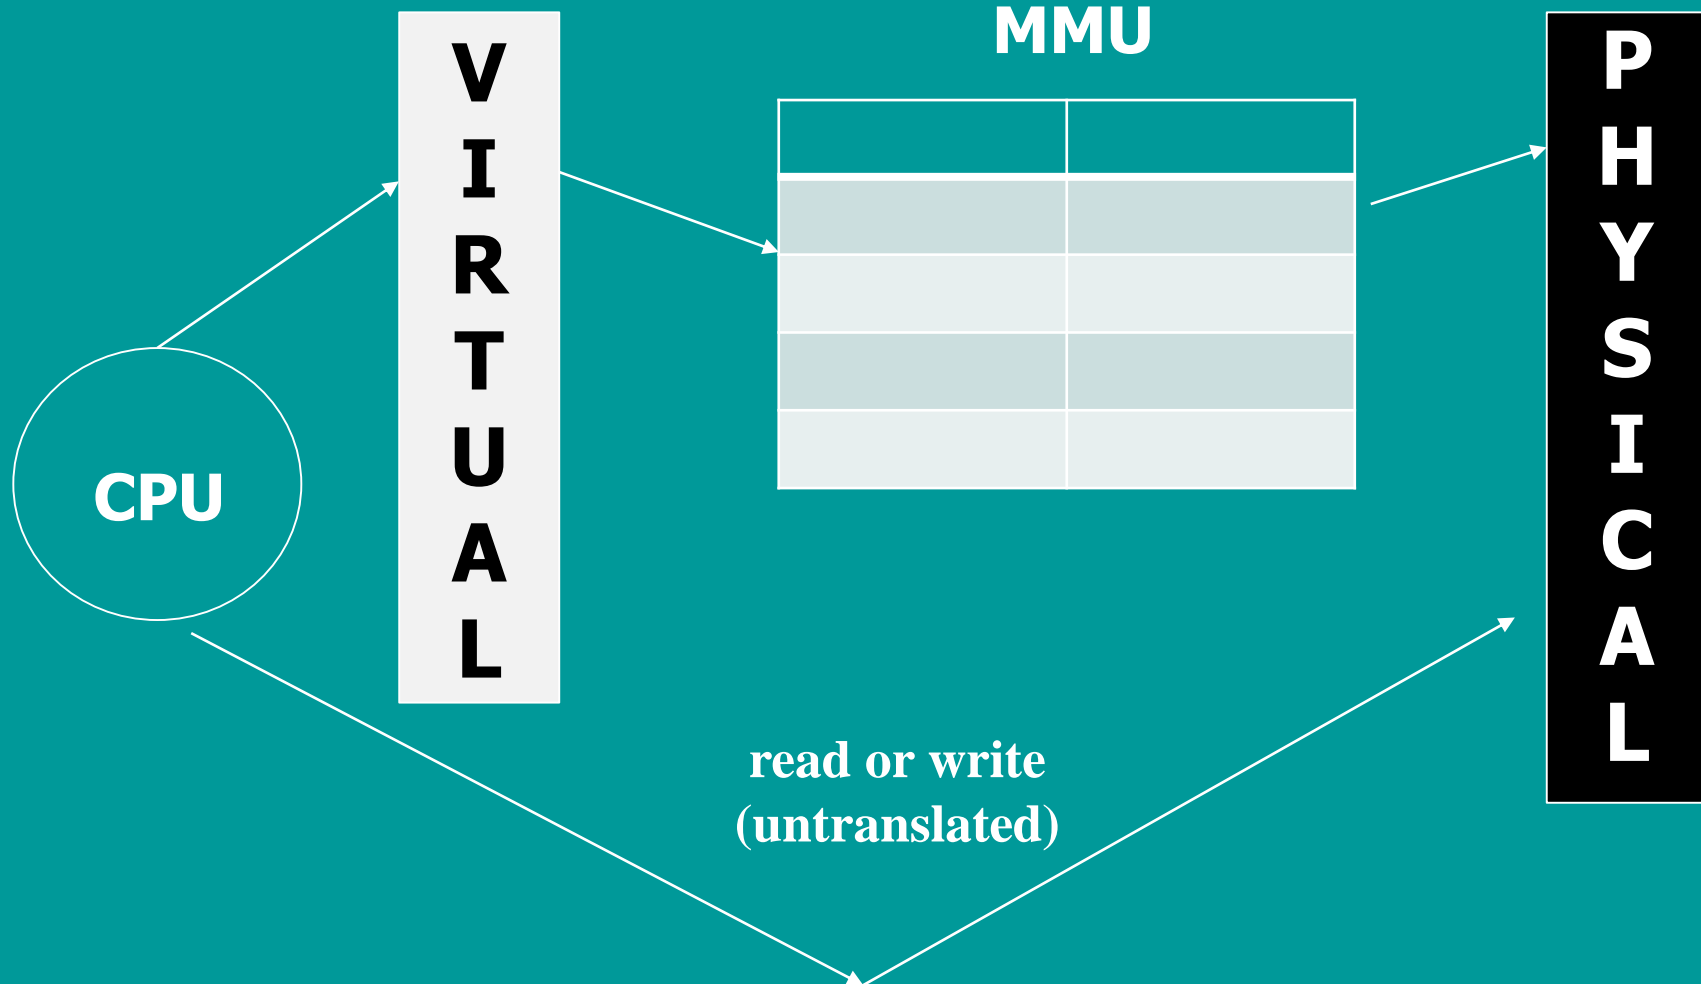 MMU
VIRTUAL
PHYSICAL
CPU
read or write
(untranslated)